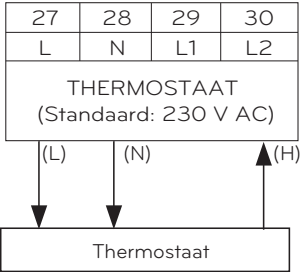 27 28 29 30
L N L1 L2
THERMOSTAAT
(Standaard: 230 V AC)
(L) (N) (H)
Thermostaat